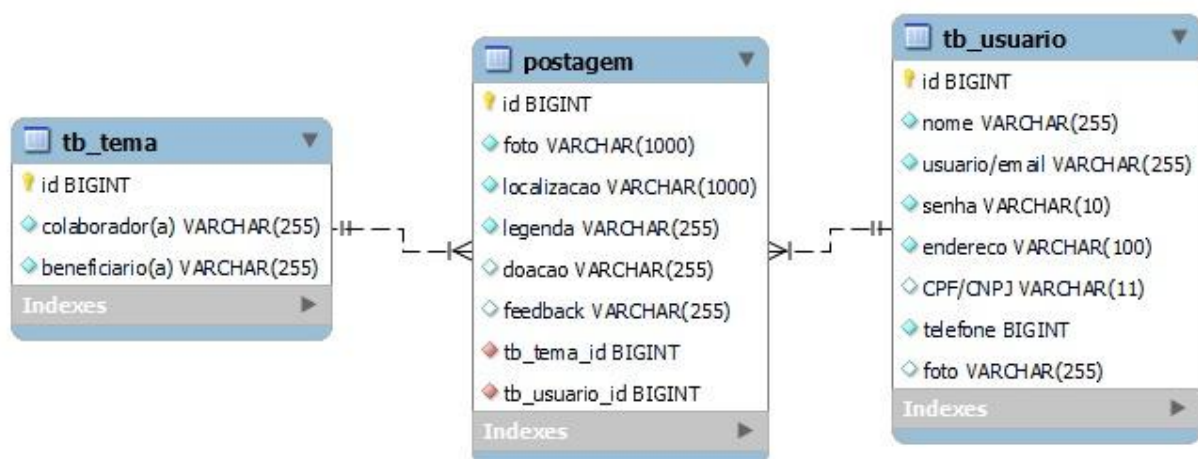 tb_tema
id BIGINT
colaborador(a) VARCHAR(255)
beneficiario(a) VARCHAR(255)
Indexes
postagem
id BIGINT
foto VARCHAR(1000)
localizacao VARCHAR(1000)
legenda VARCHAR(255)
doacao VARCHAR(255)
feedback VARCHAR(255)
tb_tema_id BIGINT
tb_usuario_id BIGINT
Indexes
tb_usuario
id BIGINT
nome VARCHAR(255)
usuario/email VARCHAR(255)
senha VARCHAR(10)
endereco VARCHAR(100)
CPF/CNPJ VARCHAR(11)
telefone BIGINT
foto VARCHAR(255)
Indexes